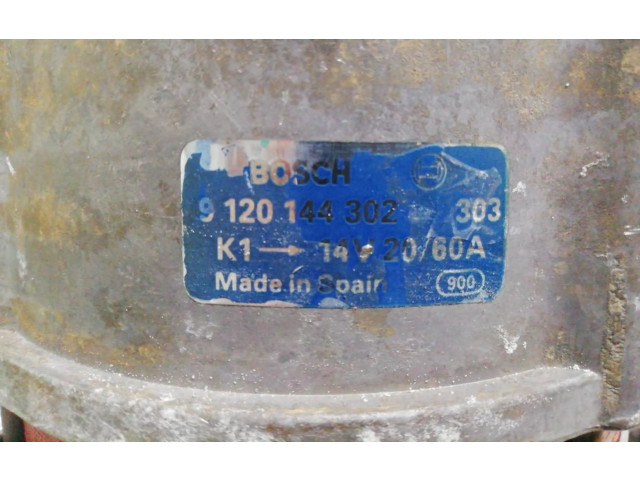 BOSCH
9 120 144 302 303
K1 → 14V 20/60A
Made in Spain 900